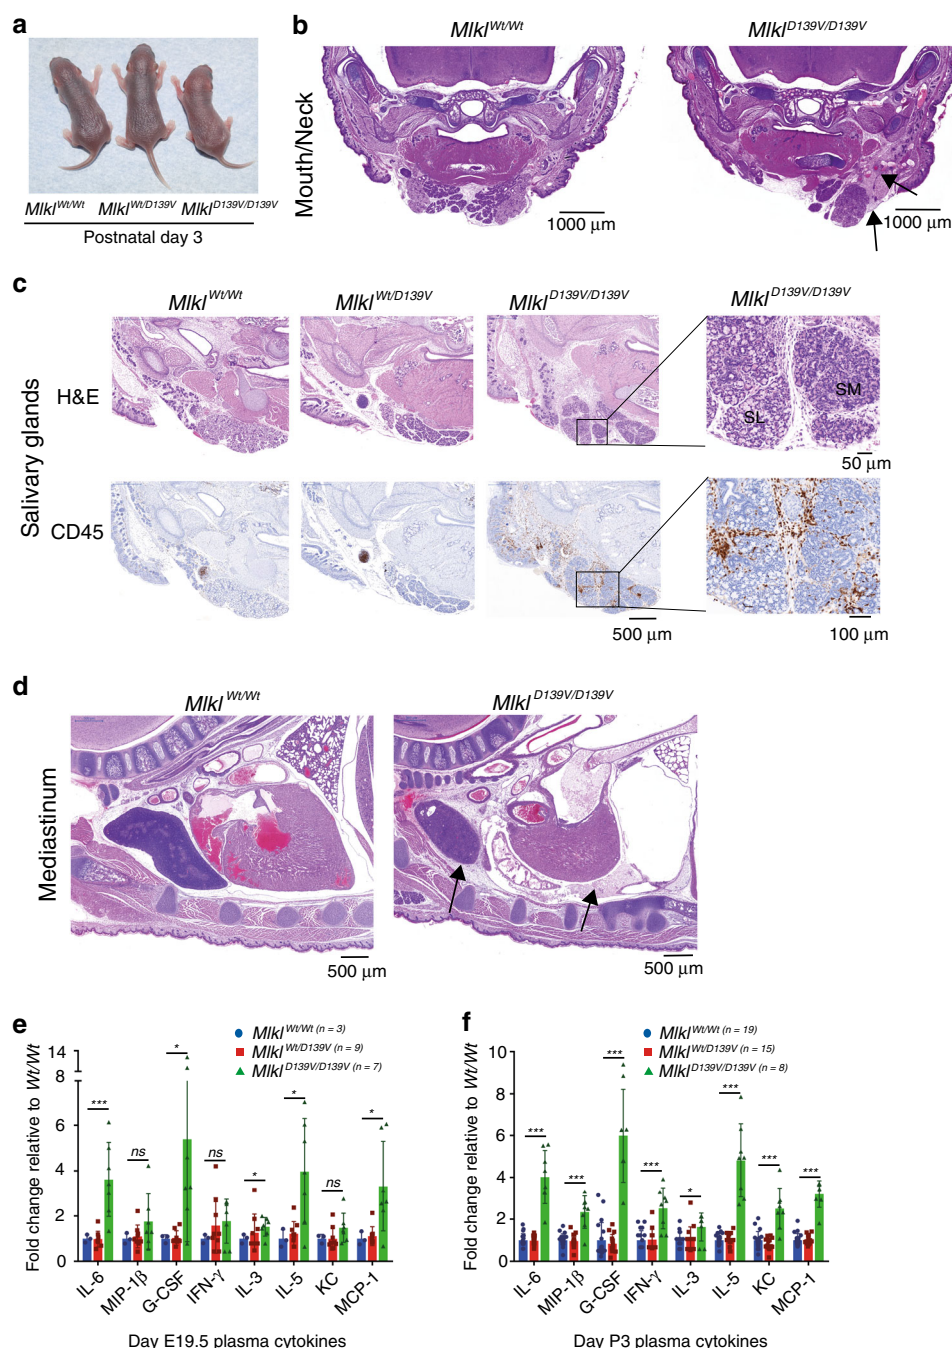 a
Mlkl Wt/Wt Mlkl Wt/D139V Mlkl D139V/D139V
Postnatal day 3
b
Mlkl Wt/Wt Mlkl D139V/D139V
Mouth/Neck
1000 μm 1000 μm
c
Mlkl Wt/Wt Mlkl Wt/D139V Mlkl D139V/D139V Mlkl D139V/D139V
Salivary glands
H&E
SL SM
50 μm
CD45
500 μm 100 μm
d
Mlkl Wt/Wt Mlkl D139V/D139V
Mediastinum
500 μm 500 μm
e
Mlkl Wt/Wt (n = 3)
Mlkl Wt/D139V (n = 9)
Mlkl D139V/D139V (n = 7)
Fold change relative to Wt/Wt
14
8
6
4
2
0
*** ns * ns * * ns *
IL-6 MIP-1β G-CSF IFN-γ IL-3 IL-5 KC MCP-1
Day E19.5 plasma cytokines
f
Mlkl Wt/Wt (n = 19)
Mlkl Wt/D139V (n = 15)
Mlkl D139V/D139V (n = 8)
Fold change relative to Wt/Wt
10
8
6
4
2
0
*** *** *** *** * *** *** ***
IL-6 MIP-1β G-CSF IFN-γ IL-3 IL-5 KC MCP-1
Day P3 plasma cytokines